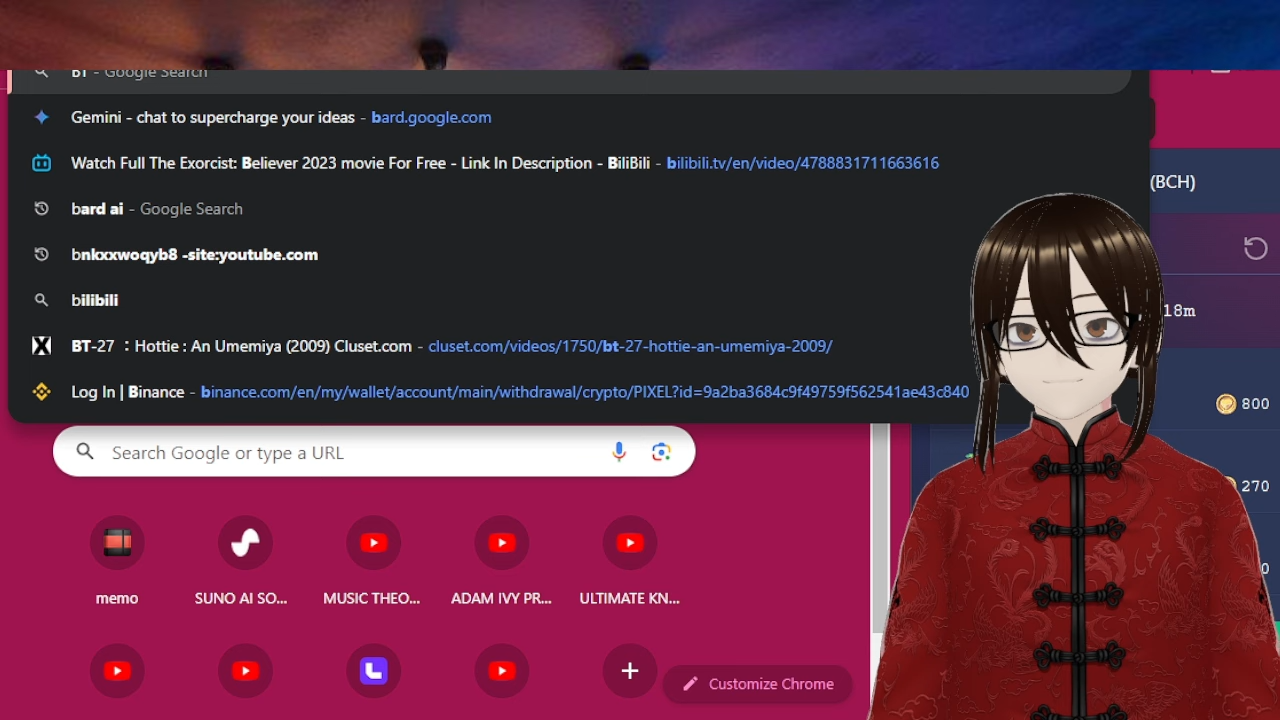 BT - Google Search
Gemini - chat to supercharge your ideas - bard.google.com
Watch Full The Exorcist: Believer 2023 movie For Free - Link In Description - BiliBili - bilibili.tv/en/video/4788831711663616
(BCH)
bard ai - Google Search
bnkxxwoqyb8 -site:youtube.com
bilibili
18m
BT-27 : Hottie : An Umemiya (2009) Cluset.com - cluset.com/videos/1750/bt-27-hottie-an-umemiya-2009/
Log In | Binance - binance.com/en/my/wallet/account/main/withdrawal/crypto/PIXEL?id=9a2ba3684c9f49759f562541ae43c840
800
Search Google or type a URL
270
0
memo
SUNO AI SO...
MUSIC THEO...
ADAM IVY PR...
ULTIMATE KN...
Customize Chrome